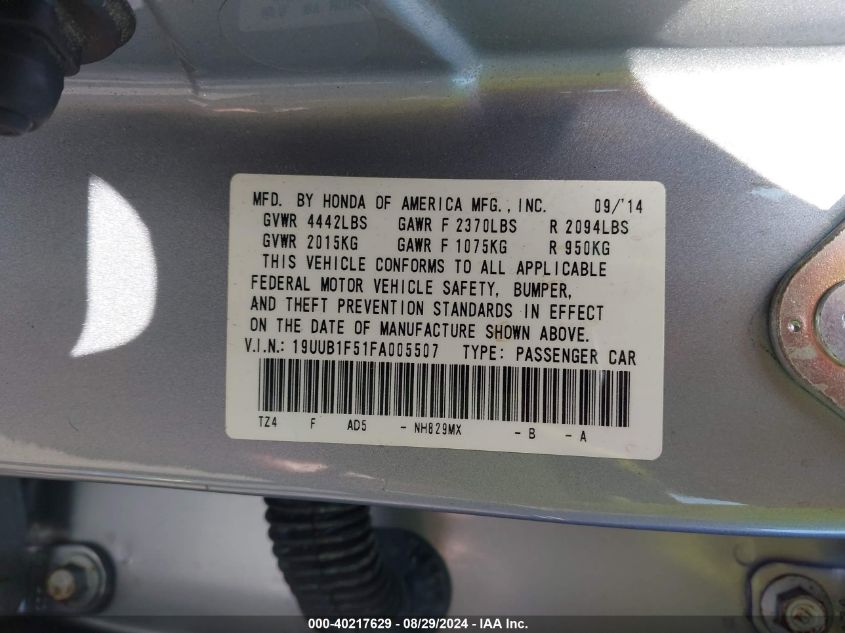 MFD. BY HONDA OF AMERICA MFG., INC. 09/'14
GVWR 4442LBS GAWR F 2370LBS R 2094LBS
GVWR 2015KG GAWR F 1075KG R 950KG
THIS VEHICLE CONFORMS TO ALL APPLICABLE
FEDERAL MOTOR VEHICLE SAFETY, BUMPER,
AND THEFT PREVENTION STANDARDS IN EFFECT
ON THE DATE OF MANUFACTURE SHOWN ABOVE.
V.I.N.: 19UUB1F51FA005507 TYPE: PASSENGER CAR
TZ4 F AD5 - NH829MX - B - A
000-40217629 - 08/29/2024 - IAA Inc.